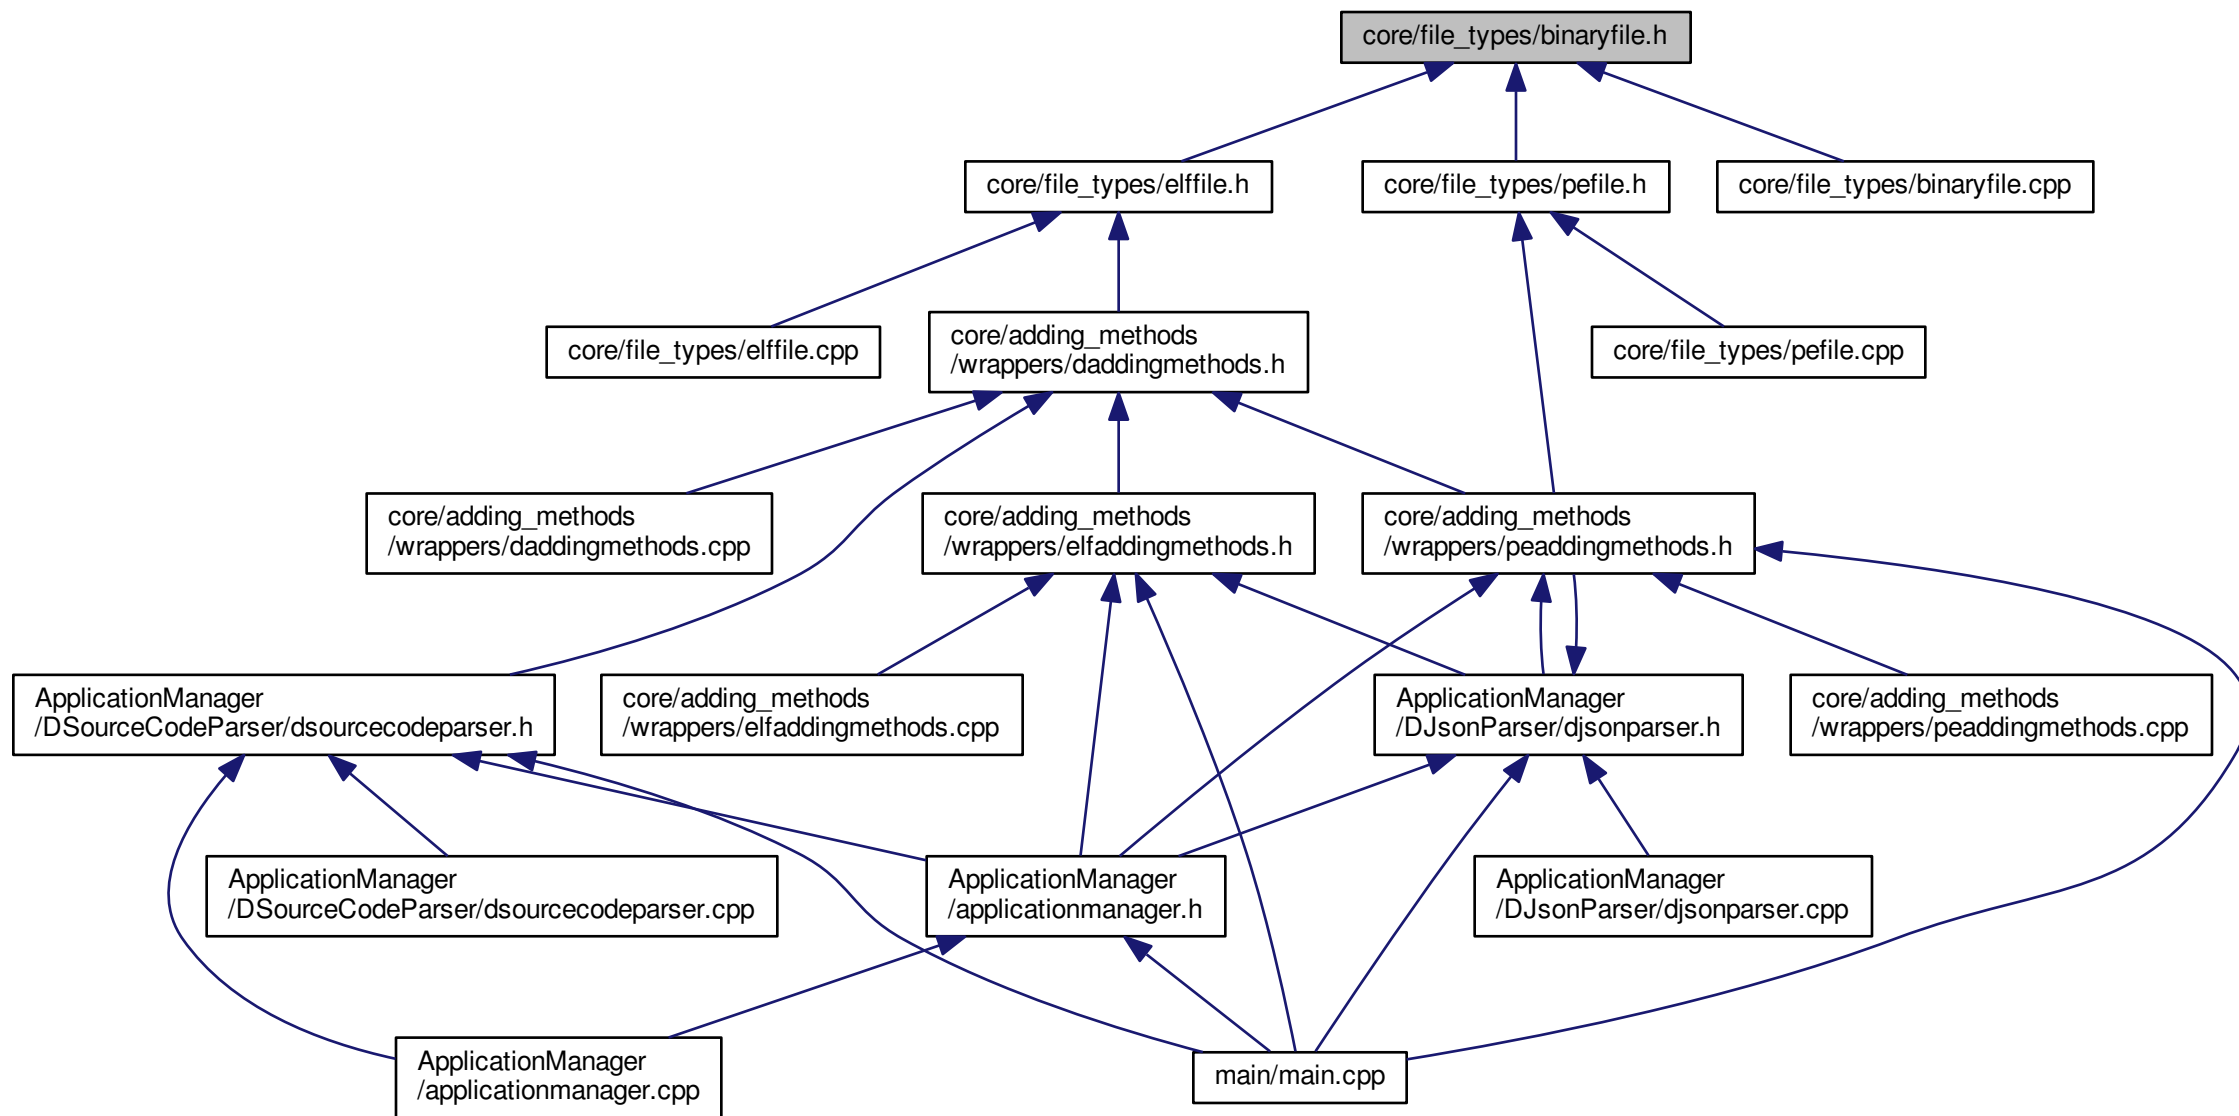 core/file_types/binaryfile.h
core/file_types/elffile.h
core/file_types/pefile.h
core/file_types/binaryfile.cpp
core/file_types/elffile.cpp
core/adding_methods
/wrappers/daddingmethods.h
core/file_types/pefile.cpp
core/adding_methods
/wrappers/daddingmethods.cpp
core/adding_methods
/wrappers/elfaddingmethods.h
core/adding_methods
/wrappers/peaddingmethods.h
ApplicationManager
/DSourceCodeParser/dsourcecodeparser.h
core/adding_methods
/wrappers/elfaddingmethods.cpp
ApplicationManager
/DJsonParser/djsonparser.h
core/adding_methods
/wrappers/peaddingmethods.cpp
ApplicationManager
/DSourceCodeParser/dsourcecodeparser.cpp
ApplicationManager
/applicationmanager.h
ApplicationManager
/DJsonParser/djsonparser.cpp
ApplicationManager
/applicationmanager.cpp
main/main.cpp